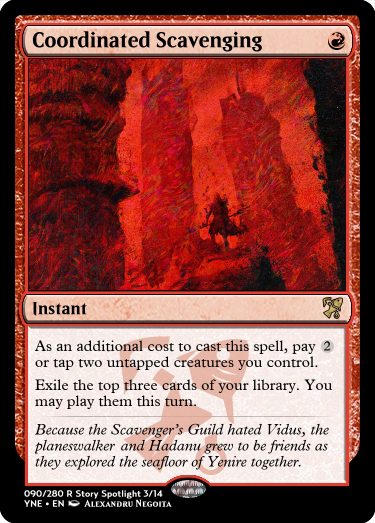 Coordinated Scavenging
Instant
As an additional cost to cast this spell, pay 2
or tap two untapped creatures you control.
Exile the top three cards of your library. You
may play them this turn.
Because the Scavenger's Guild hated Vidus, the
planeswalker and Hadanu grew to be friends as
they explored the seafloor of Yenire together.
090/280 R Story Spotlight 3/14
YNE • EN Alexandru Negoita